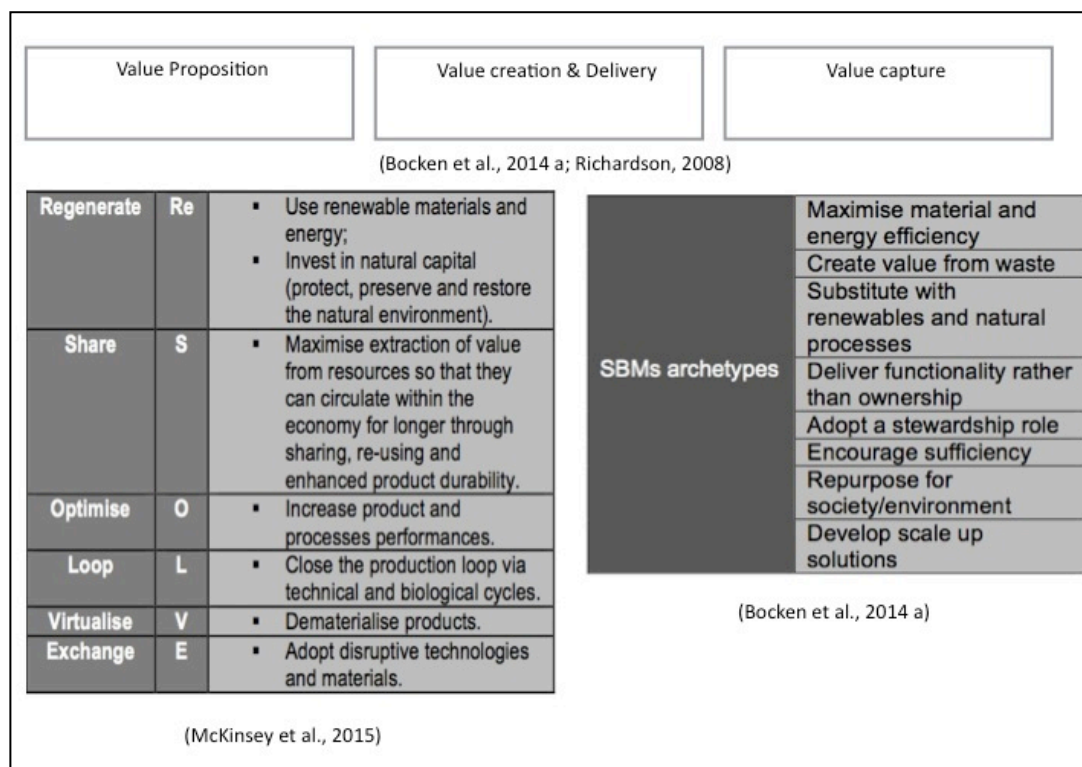 Value Proposition
Value creation & Delivery
Value capture
(Bocken et al., 2014 a; Richardson, 2008)
Regenerate Re
▪ Use renewable materials and
energy;
▪ Invest in natural capital
(protect, preserve and restore
the natural environment).
Share S
▪ Maximise extraction of value
from resources so that they
can circulate within the
economy for longer through
sharing, re-using and
enhanced product durability.
Optimise O
▪ Increase product and
processes performances.
Loop L
▪ Close the production loop via
technical and biological cycles.
Virtualise V
▪ Dematerialise products.
Exchange E
▪ Adopt disruptive technologies
and materials.
(McKinsey et al., 2015)
SBMs archetypes
Maximise material and
energy efficiency
Create value from waste
Substitute with
renewables and natural
processes
Deliver functionality rather
than ownership
Adopt a stewardship role
Encourage sufficiency
Repurpose for
society/environment
Develop scale up
solutions
(Bocken et al., 2014 a)